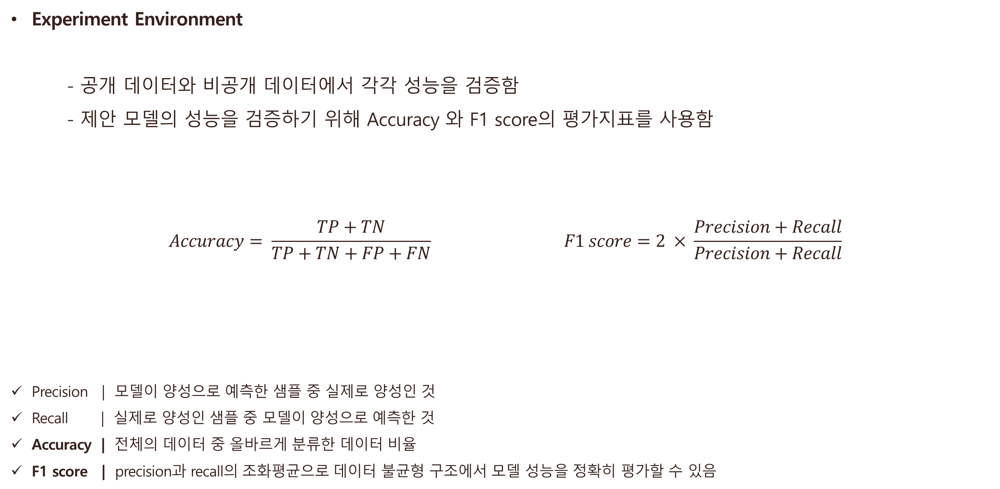 • Experiment Environment
- 공개 데이터와 비공개 데이터에서 각각 성능을 검증함
- 제안 모델의 성능을 검증하기 위해 Accuracy 와 F1 score의 평가지표를 사용함
Accuracy = (TP + TN) / (TP + TN + FP + FN)
F1 score = 2 × (Precision + Recall) / (Precision + Recall)
✓ Precision | 모델이 양성으로 예측한 샘플 중 실제로 양성인 것
✓ Recall | 실제로 양성인 샘플 중 모델이 양성으로 예측한 것
✓ Accuracy | 전체의 데이터 중 올바르게 분류한 데이터 비율
✓ F1 score | precision과 recall의 조화평균으로 데이터 불균형 구조에서 모델 성능을 정확히 평가할 수 있음